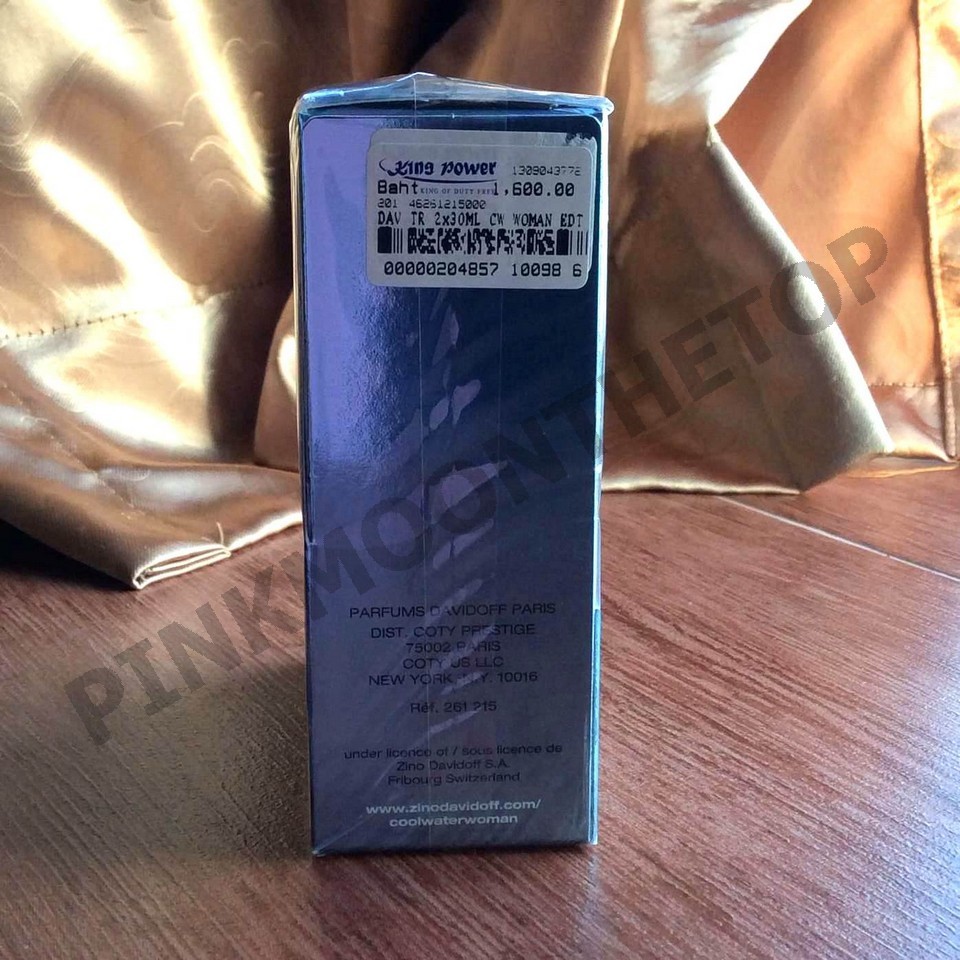 King Power 1309043772
KING OF DUTY FREE
Baht 1,600.00
201 46261215000
DAV TR 2x30ML CW WOMAN EDT
00000204857 10098 6
PARFUMS DAVIDOFF PARIS
DIST. COTY PRESTIGE
75002 PARIS
COTY US LLC
NEW YORK, N.Y. 10016
Réf. 261 215
under licence of / sous licence de
Zino Davidoff S.A.
Fribourg Switzerland
www.zinodavidoff.com/
coolwaterwoman
PINKMOONTHETOP